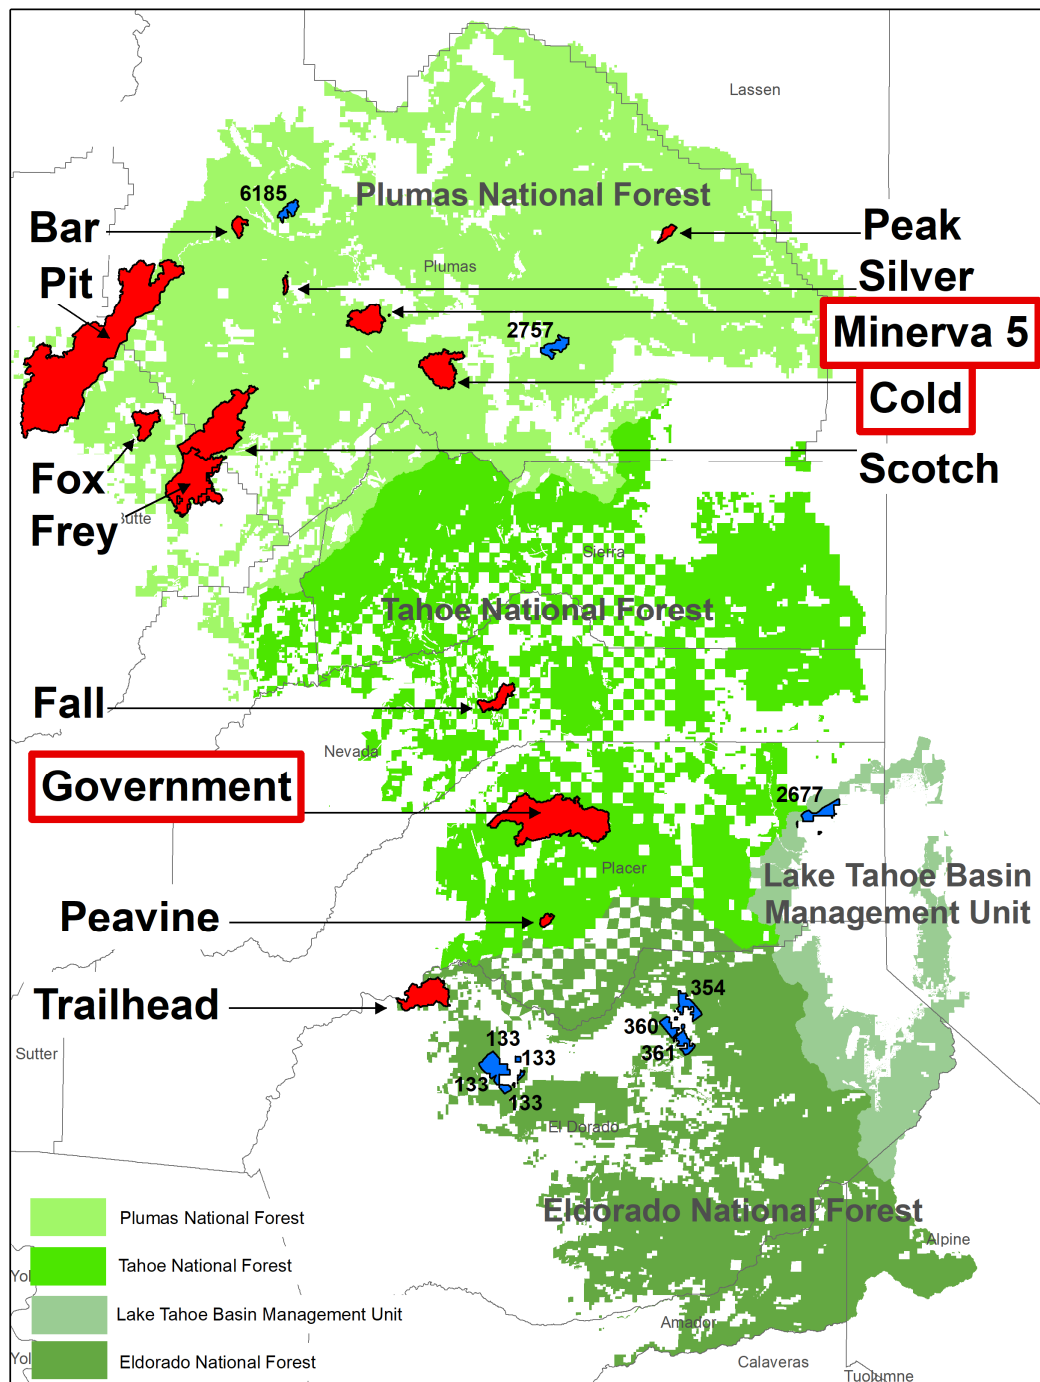 Lassen
Plumas National Forest
6185
Bar
Peak
Pit
Plumas
Silver
2757
Minerva 5
Cold
Fox
Scotch
Frey
Butte
Sierra
Tahoe National Forest
Fall
Nevada
Government
2677
Placer
Lake Tahoe Basin
Management Unit
Peavine
Trailhead
354
360
133
361
133
133
133
Sutter
El Dorado
Eldorado National Forest
Plumas National Forest
Alpine
Tahoe National Forest
Yol
Lake Tahoe Basin Management Unit
Amador
Yol
Eldorado National Forest
Calaveras
Tuolumne